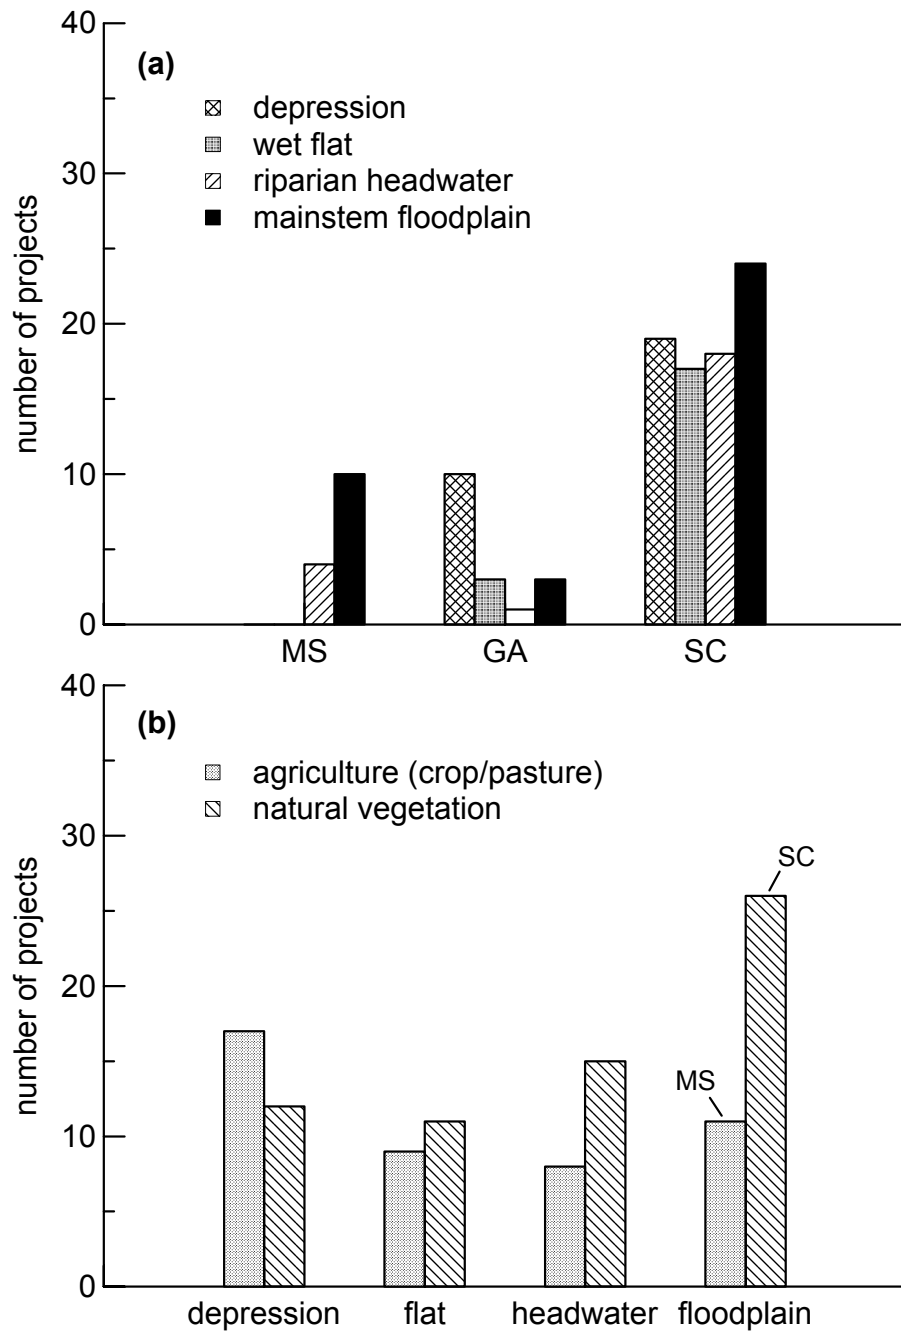 40
(a)
depression
wet flat
30
riparian headwater
mainstem floodplain
number of projects
20
10
0
MS GA SC
40
(b)
agriculture (crop/pasture)
natural vegetation
30
SC
number of projects
20
MS
10
0
depression flat headwater floodplain